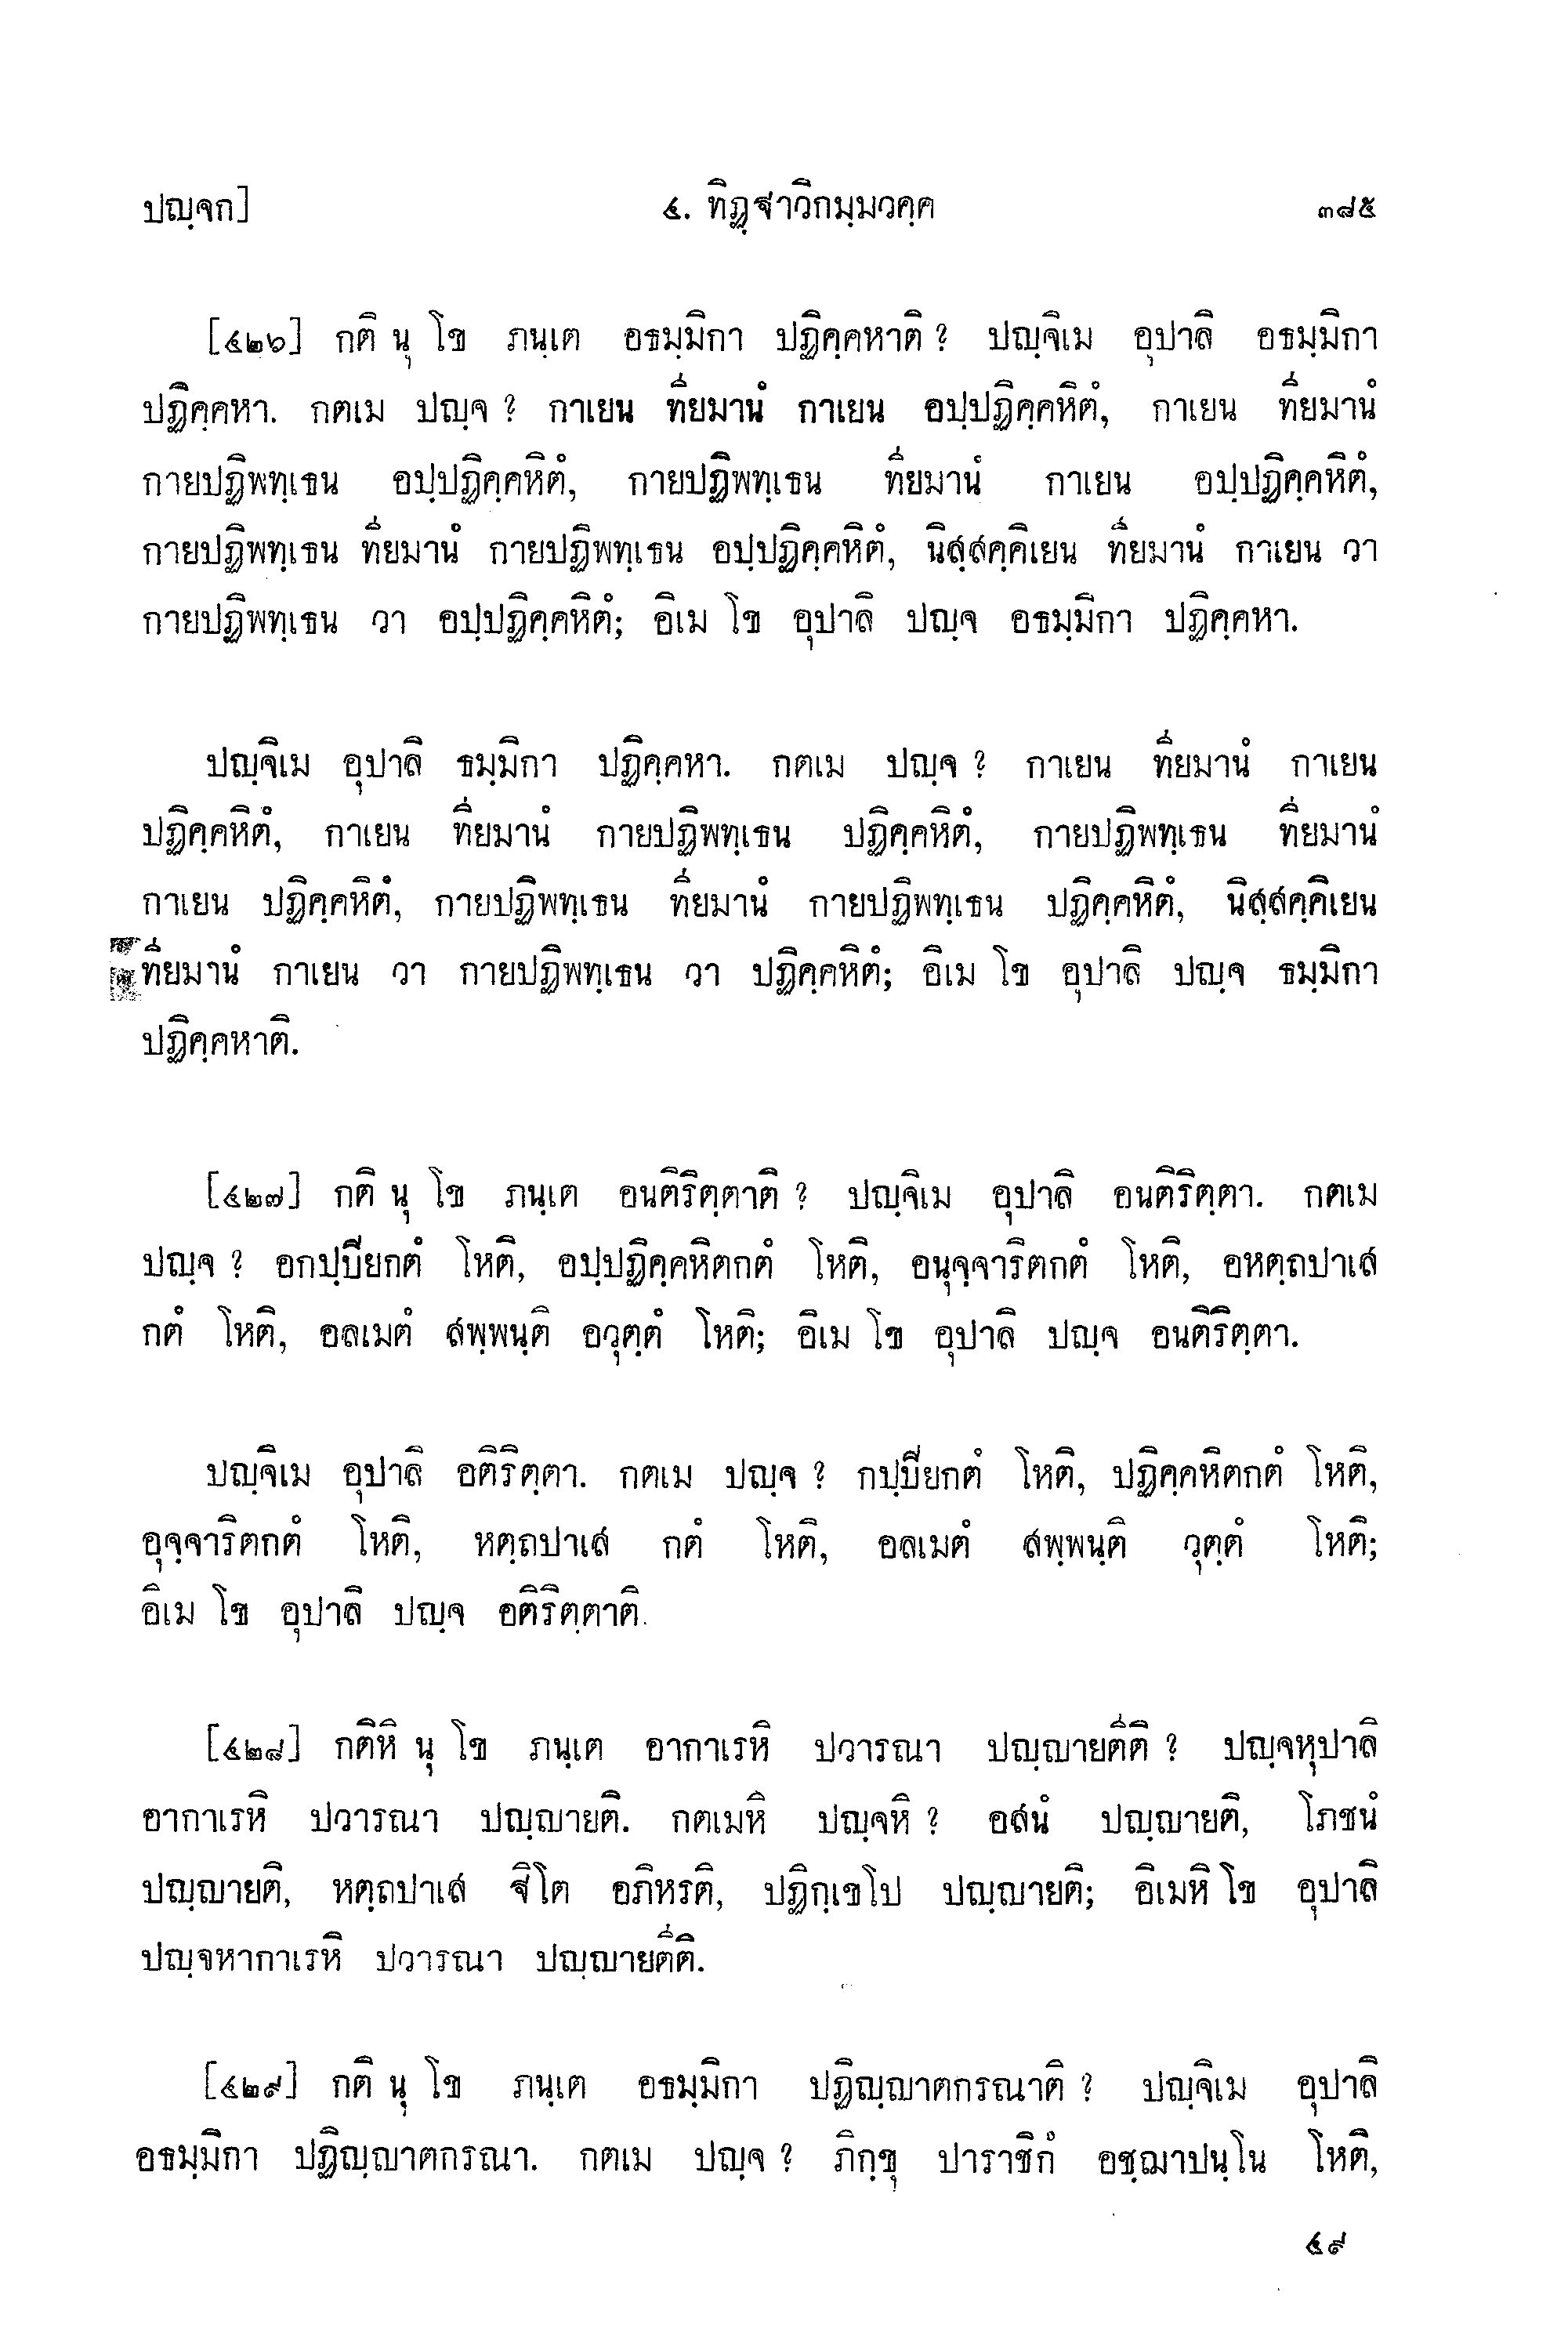 ปญฺจก]	๔. ทิฏฺฐาวิกมฺมวคฺค	๓๘๕
[๔๒๖] กติ นุ โข ภนฺเต อธมฺมิกา ปฏิคฺคหาติ ? ปญฺจิเม อุปาลิ อธมฺมิกา
ปฏิคฺคหา. กตเม ปญฺจ ? กาเยน ทิยฺยมานํ กาเยน อปฺปฏิคฺคหิตํ, กาเยน ทิยฺยมานํ
กายปฏิพทฺเธน อปฺปฏิคฺคหิตํ, กายปฏิพทฺเธน ทิยฺยมานํ กาเยน อปฺปฏิคฺคหิตํ,
กายปฏิพทฺเธน ทิยฺยมานํ กายปฏิพทฺเธน อปฺปฏิคฺคหิตํ, นิสฺสคฺคิเยน ทิยฺยมานํ กาเยน วา
กายปฏิพทฺเธน วา อปฺปฏิคฺคหิตํ; อิเม โข อุปาลิ ปญฺจ อธมฺมิกา ปฏิคฺคหา.
ปญฺจิเม อุปาลิ ธมฺมิกา ปฏิคฺคหา. กตเม ปญฺจ ? กาเยน ทิยฺยมานํ กาเยน
ปฏิคฺคหิตํ, กาเยน ทิยฺยมานํ กายปฏิพทฺเธน ปฏิคฺคหิตํ, กายปฏิพทฺเธน ทิยฺยมานํ
กาเยน ปฏิคฺคหิตํ, กายปฏิพทฺเธน ทิยฺยมานํ กายปฏิพทฺเธน ปฏิคฺคหิตํ, นิสฺสคฺคิเยน
ทิยฺยมานํ กาเยน วา กายปฏิพทฺเธน วา ปฏิคฺคหิตํ; อิเม โข อุปาลิ ปญฺจ ธมฺมิกา
ปฏิคฺคหาติ.
[๔๒๗] กติ นุ โข ภนฺเต อนติริตฺตาติ ? ปญฺจิเม อุปาลิ อนติริตฺตา. กตเม
ปญฺจ ? อกปฺปิยกตํ โหติ, อปฺปฏิคฺคหิตกตํ โหติ, อนุจฺจาริตกตํ โหติ, อหตฺถปาเส
กตํ โหติ, อลเมตํ สพฺพนฺติ อวุตฺตํ โหติ; อิเม โข อุปาลิ ปญฺจ อนติริตฺตา.
ปญฺจิเม อุปาลิ อติริตฺตา. กตเม ปญฺจ ? กปฺปิยกตํ โหติ, ปฏิคฺคหิตกตํ โหติ,
อุจฺจาริตกตํ โหติ, หตฺถปาเส กตํ โหติ, อลเมตํ สพฺพนฺติ วุตฺตํ โหติ;
อิเม โข อุปาลิ ปญฺจ อติริตฺตาติ.
[๔๒๘] กติหิ นุ โข ภนฺเต อากาเรหิ ปวารณา ปญฺญายตีติ ? ปญฺจหุปาลิ
อากาเรหิ ปวารณา ปญฺญายติ. กตเมหิ ปญฺจหิ ? อสนํ ปญฺญายติ, โภชนํ
ปญฺญายติ, หตฺถปาเส ฐิโต อภิหรติ, ปฏิกฺเขโป ปญฺญายติ; อิเมหิ โข อุปาลิ
ปญฺจหากาเรหิ ปวารณา ปญฺญายตีติ.
[๔๒๙] กติ นุ โข ภนฺเต อธมฺมิกา ปฏิญฺญาตกรณาติ ? ปญฺจิเม อุปาลิ
อธมฺมิกา ปฏิญฺญาตกรณา. กตเม ปญฺจ ? ภิกฺขุ ปาราชิกํ อชฺฌาปนฺโน โหติ,
๔๙